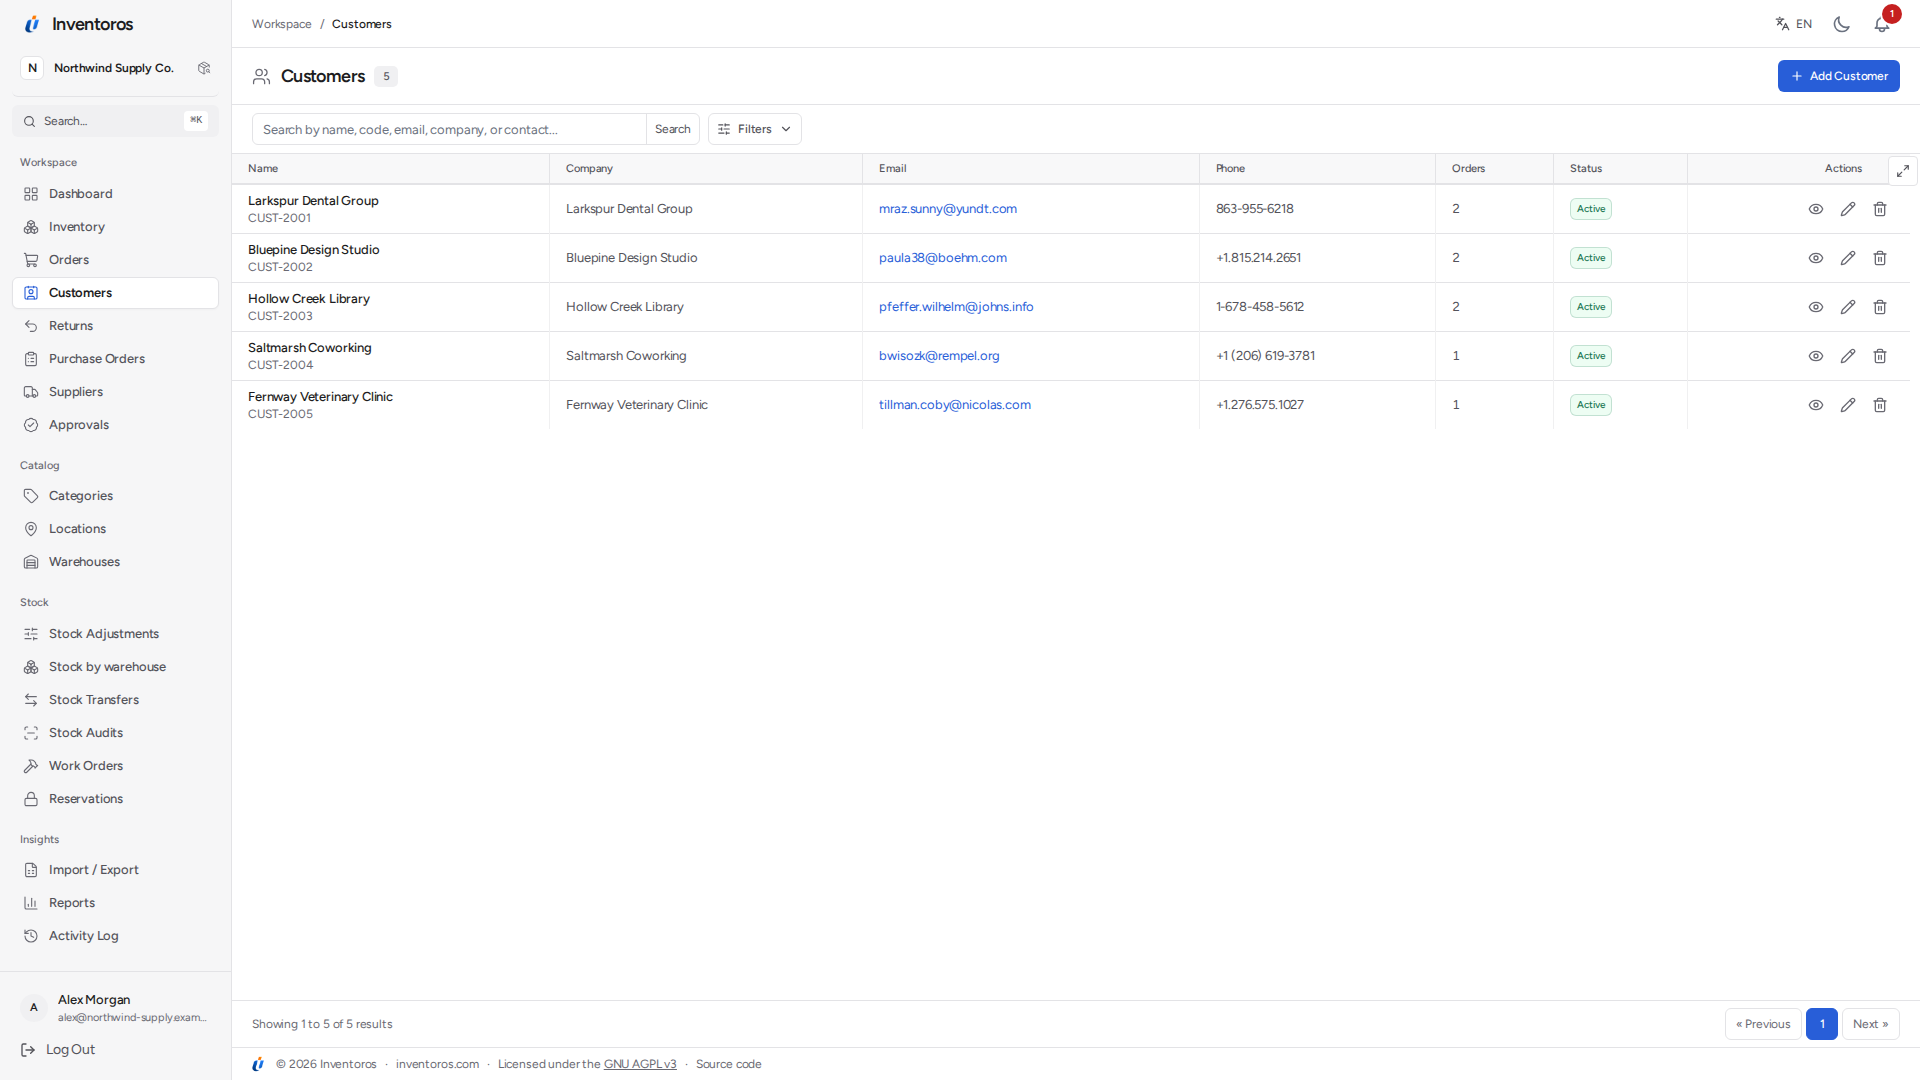 Inventoros
N Northwind Supply Co.
Search... ⌘K
Workspace
Dashboard
Inventory
Orders
Customers
Returns
Purchase Orders
Suppliers
Approvals
Catalog
Categories
Locations
Warehouses
Stock
Stock Adjustments
Stock by warehouse
Stock Transfers
Stock Audits
Work Orders
Reservations
Insights
Import / Export
Reports
Activity Log
A Alex Morgan
alex@northwind-supply.exam...
Log Out
Workspace / Customers
EN 1
Customers 5
Add Customer
Search by name, code, email, company, or contact... Search Filters
Name Company Email Phone Orders Status Actions
Larkspur Dental Group
CUST-2001
Larkspur Dental Group mraz.sunny@yundt.com 863-955-6218 2 Active
Bluepine Design Studio
CUST-2002
Bluepine Design Studio paula38@boehm.com +1.815.214.2651 2 Active
Hollow Creek Library
CUST-2003
Hollow Creek Library pfeffer.wilhelm@johns.info 1-678-458-5612 2 Active
Saltmarsh Coworking
CUST-2004
Saltmarsh Coworking bwisozk@rempel.org +1 (206) 619-3781 1 Active
Fernway Veterinary Clinic
CUST-2005
Fernway Veterinary Clinic tillman.coby@nicolas.com +1.276.575.1027 1 Active
Showing 1 to 5 of 5 results
« Previous 1 Next »
© 2026 Inventoros · inventoros.com · Licensed under the GNU AGPL v3 · Source code